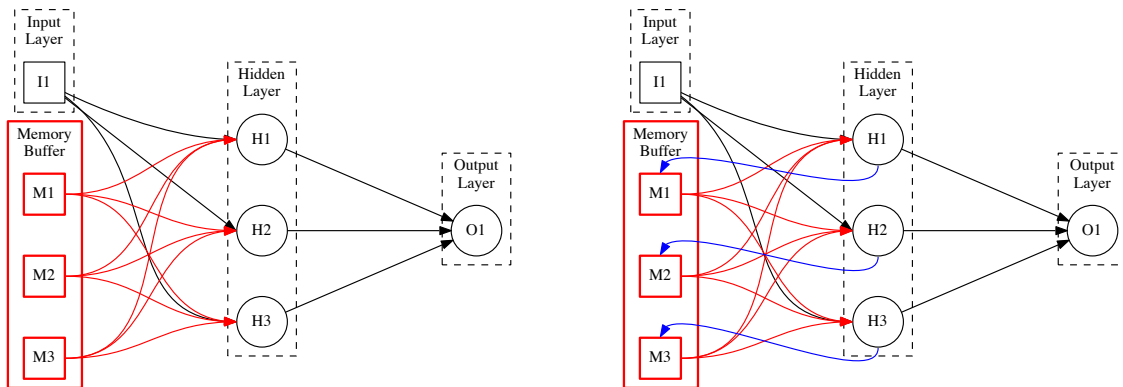 Input
Layer
I1
Memory
Buffer
M1
M2
M3
Hidden
Layer
H1
H2
H3
Output
Layer
O1
Input
Layer
I1
Memory
Buffer
M1
M2
M3
Hidden
Layer
H1
H2
H3
Output
Layer
O1